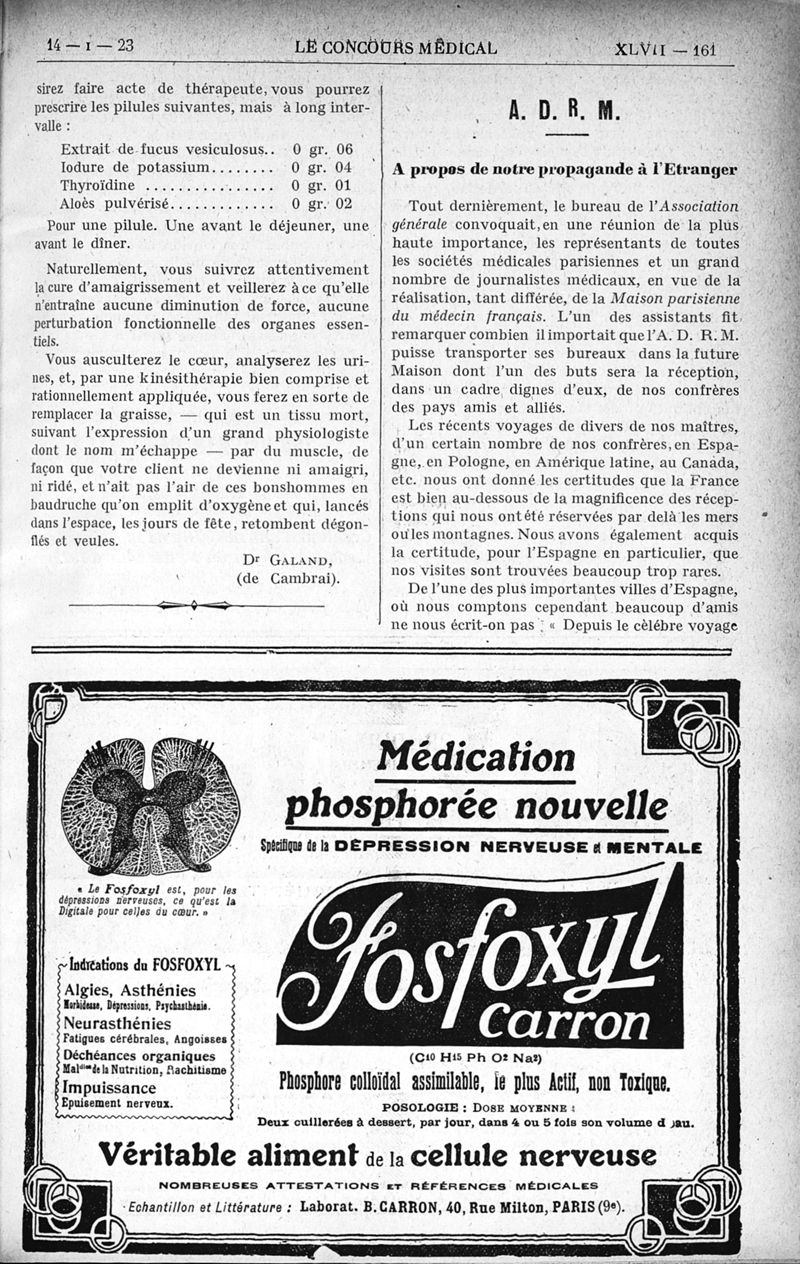 14 — I — 23
LE CONCOURS MÉDICAL
XLVII — 161
sirez faire acte de thérapeute, vous pourrez
prescrire les pilules suivantes, mais à long inter-
valle :
Extrait de fucus vesiculosus.. 0 gr. 06
Iodure de potassium........ 0 gr. 04
Thyroïdine ................ 0 gr. 01
Aloès pulvérisé............. 0 gr. 02
Pour une pilule. Une avant le déjeuner, une
avant le dîner.
Naturellement, vous suivrez attentivement
la cure d'amaigrissement et veillerez à ce qu'elle
n'entraîne aucune diminution de force, aucune
perturbation fonctionnelle des organes essen-
tiels.
Vous ausculterez le cœur, analyserez les uri-
nes, et, par une kinésithérapie bien comprise et
rationnellement appliquée, vous ferez en sorte de
remplacer la graisse, — qui est un tissu mort,
suivant l'expression d'un grand physiologiste
dont le nom m'échappe — par du muscle, de
façon que votre client ne devienne ni amaigri,
ni ridé, et n'ait pas l'air de ces bonshommes en
baudruche qu'on emplit d'oxygène et qui, lancés
dans l'espace, les jours de fête, retombent dégon-
flés et veules.
Dr GALAND,
(de Cambrai).
A. D. R. M.
A propos de notre propagande à l'Etranger
Tout dernièrement, le bureau de l'Association
générale convoquait, en une réunion de la plus
haute importance, les représentants de toutes
les sociétés médicales parisiennes et un grand
nombre de journalistes médicaux, en vue de la
réalisation, tant différée, de la Maison parisienne
du médecin français. L'un des assistants fit
remarquer combien il importait que l'A. D. R. M.
puisse transporter ses bureaux dans la future
Maison dont l'un des buts sera la réception,
dans un cadre dignes d'eux, de nos confrères
des pays amis et alliés.
Les récents voyages de divers de nos maîtres,
d'un certain nombre de nos confrères, en Espa-
gne, en Pologne, en Amérique latine, au Canada,
etc. nous ont donné les certitudes que la France
est bien au-dessous de la magnificence des récep-
tions qui nous ont été réservées par delà les mers
ou les montagnes. Nous avons également acquis
la certitude, pour l'Espagne en particulier, que
nos visites sont trouvées beaucoup trop rares.
De l'une des plus importantes villes d'Espagne,
où nous comptons cependant beaucoup d'amis
ne nous écrit-on pas : « Depuis le cèlébre voyage
Médication
phosphorée nouvelle
Spécifique de la DÉPRESSION NERVEUSE et MENTALE
« Le Fosfoxyl est, pour les
dépressions nerveuses, ce qu'est la
Digitale pour celles du cœur. »
Fosfoxyl
Carron
Indications du FOSFOXYL
Algies, Asthénies
Morbidesse, Dépressions, Psychasthénie.
Neurasthénies
Fatigues cérébrales, Angoisses
Déchéances organiques
Maldies de la Nutrition, Rachitisme
Impuissance
Epuisement nerveux.
(C10 H15 Ph O2 Na2)
Phosphore colloïdal assimilable, le plus Actif, non Toxique.
POSOLOGIE : DOSE MOYENNE :
Deux cuillerées à dessert, par jour, dans 4 ou 5 fois son volume d'eau.
Véritable aliment de la cellule nerveuse
NOMBREUSES ATTESTATIONS ET RÉFÉRENCES MÉDICALES
Echantillon et Littérature : Laborat. B. CARRON, 40, Rue Milton, PARIS (9e).